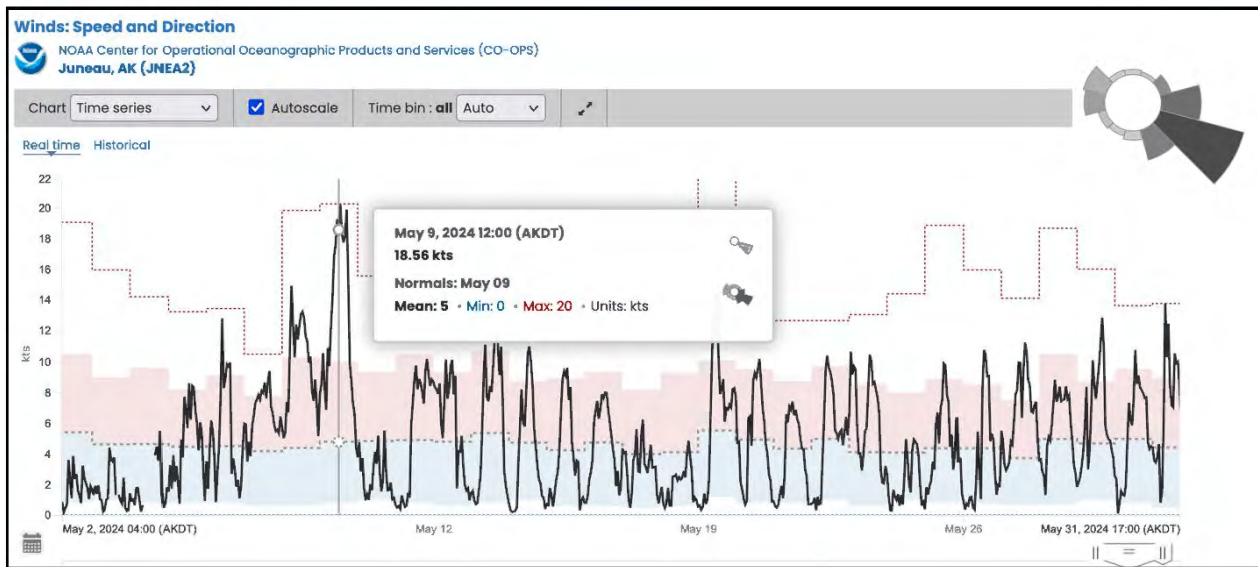 Winds: Speed and Direction
NOAA Center for Operational Oceanographic Products and Services (CO-OPS)
Juneau, AK (JNEA2)
Chart Time series Autoscale Time bin : all Auto
Real time Historical
22
20
18
16
14
12
10
8
6
4
2
0
kts
May 9, 2024 12:00 (AKDT)
18.56 kts
Normals: May 09
Mean: 5 • Min: 0 • Max: 20 • Units: kts
May 2, 2024 04:00 (AKDT) May 12 May 19 May 26 May 31, 2024 17:00 (AKDT)